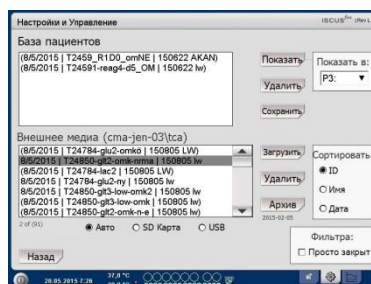 Настройки и Управление
ISCUS
База пациентов
(8/5/2015 | T2459_R1D0_omNE | 150622 AKAN)
(8/5/2015 | T24591-reag4-d5_OM | 150622 lw)
Показать
Удалить
Сохранить
Показать в:
P3:
Внешнее медиа (cma-jen-03\tca)
(8/5/2015 | T24784-glu2-omkö | 150805 LW)
8/5/2015 | T24850-glt2-omk-nrma | 150805 lw
(8/5/2015 | T24784-lac2 | 150805 LW)
(8/5/2015 | T24784-glu2-ny | 150805 lw
(8/5/2015 | T24850-glt3-low-omk2 | 150805 lw
(8/5/2015 | T24850-glt3-low-omk | 150805 lw
(8/5/2015 | T24850-glt2-omk-n-e | 150805 lw
Загрузить
Удалить
Архив
2015-02-05
Сортировать
ID
Имя
Дата
2 of (91)
Авто
SD Карта
USB
Фильтра:
Просто закрыт
Назад
20.05.2015 7:28
37,0 °C